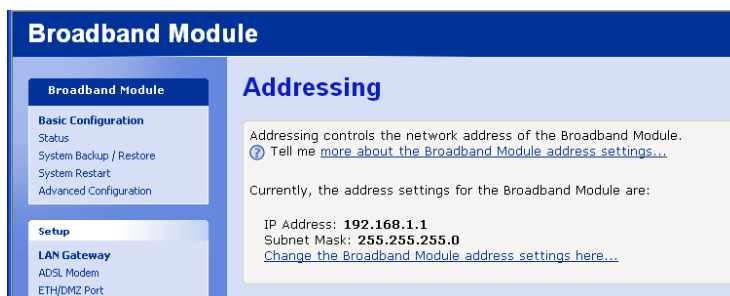 Broadband Module
Broadband Module
Basic Configuration
Status
System Backup / Restore
System Restart
Advanced Configuration
Setup
LAN Gateway
ADSL Modem
ETH/DMZ Port
Addressing
Addressing controls the network address of the Broadband Module.
? Tell me more about the Broadband Module address settings...
Currently, the address settings for the Broadband Module are:
IP Address: 192.168.1.1
Subnet Mask: 255.255.255.0
Change the Broadband Module address settings here...